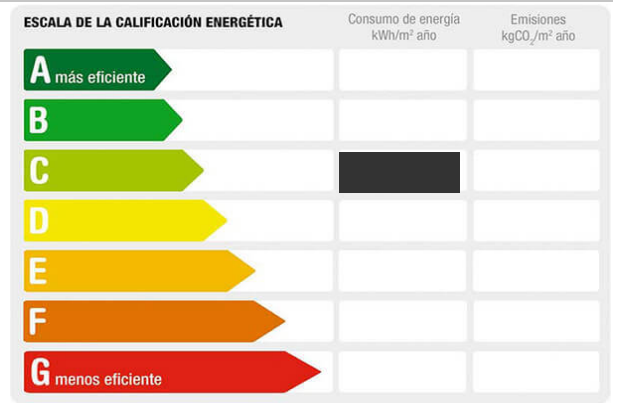 ESCALA DE LA CALIFICACIÓN ENERGÉTICA
Consumo de energía
kWh/m² año
Emisiones
kgCO₂/m² año
A más eficiente
B
C
D
E
F
G menos eficiente